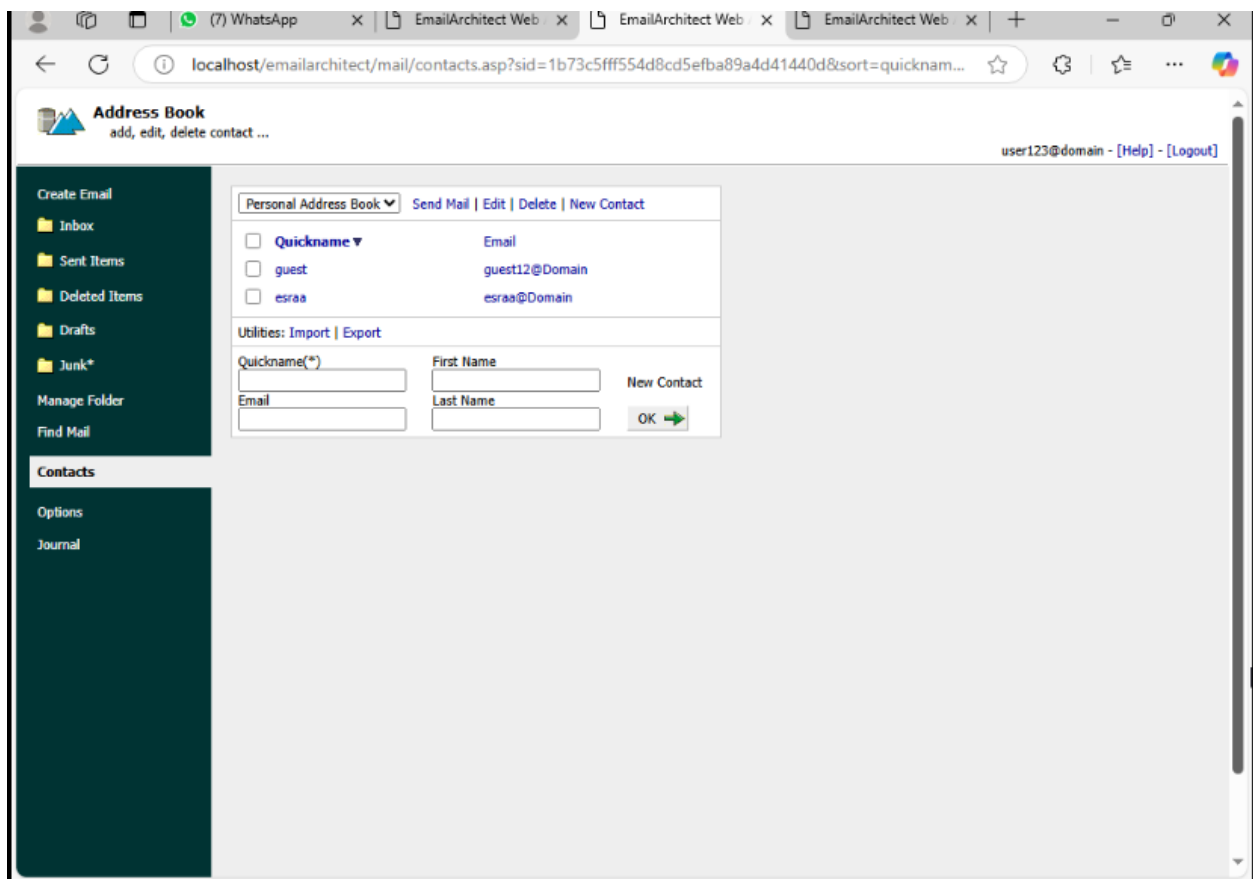 (7) WhatsApp
EmailArchitect Web
EmailArchitect Web
EmailArchitect Web
localhost/emailarchitect/mail/contacts.asp?sid=1b73c5fff554d8cd5efba89a4d41440d&sort=quicknam...
Address Book
add, edit, delete contact ...
user123@domain - [Help] - [Logout]
Create Email
Inbox
Sent Items
Deleted Items
Drafts
Junk*
Manage Folder
Find Mail
Contacts
Options
Journal
Personal Address Book Send Mail | Edit | Delete | New Contact
Quickname Email
guest guest12@Domain
esraa esraa@Domain
Utilities: Import | Export
Quickname(*) First Name
New Contact
Email Last Name
OK